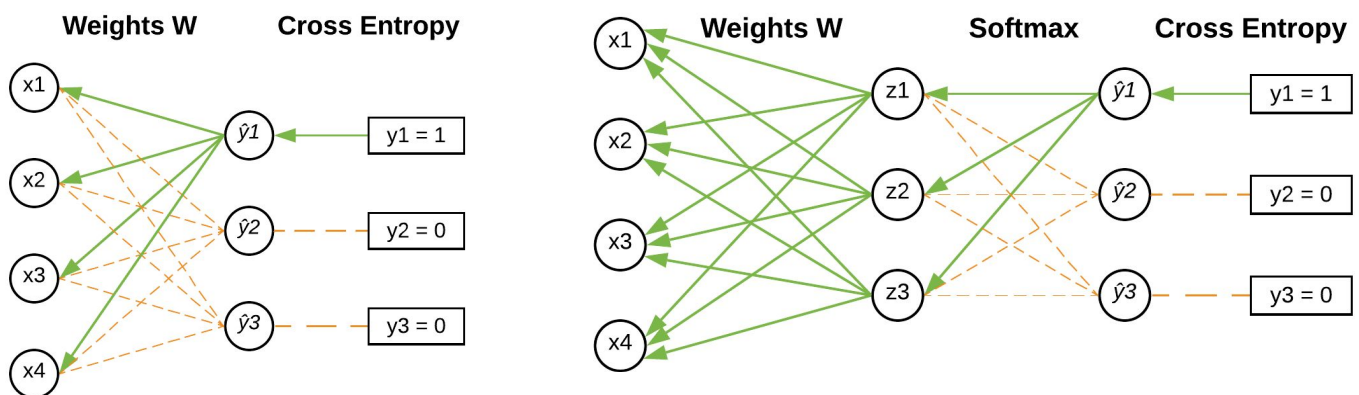 Weights W Cross Entropy
x1
ŷ1 y1 = 1
x2
ŷ2 y2 = 0
x3
ŷ3 y3 = 0
x4
Weights W Softmax Cross Entropy
x1
z1 ŷ1 y1 = 1
x2
z2 ŷ2 y2 = 0
x3
z3 ŷ3 y3 = 0
x4